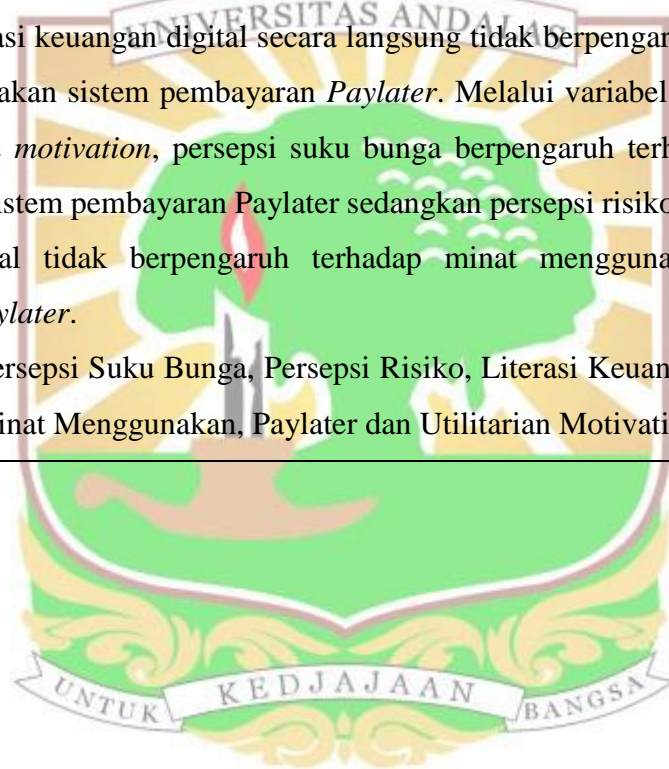 UNIVERSITAS ANDALAS
asi keuangan digital secara langsung tidak berpengar
akan sistem pembayaran Paylater. Melalui variabel
motivation, persepsi suku bunga berpengaruh terh
istem pembayaran Paylater sedangkan persepsi risiko
al tidak berpengaruh terhadap minat mengguna
ylater.
ersepsi Suku Bunga, Persepsi Risiko, Literasi Keuan
inat Menggunakan, Paylater dan Utilitarian Motivati
UNTUK KEDJAJAAN BANGSA